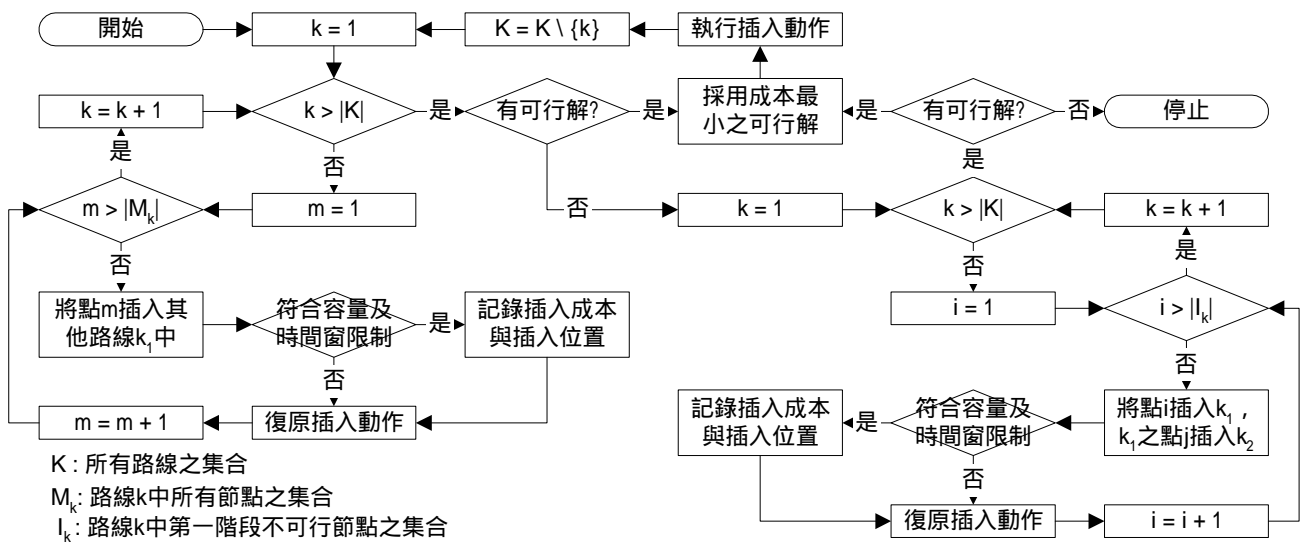 開始
k = 1
K = K \ {k}
執行插入動作
k = k + 1
k > |K|
是
有可行解?
是
採用成本最
小之可行解
是
有可行解?
否
停止
是
否
是
m > |Mk|
m = 1
否
k = 1
k > |K|
k = k + 1
否
否
是
將點m插入其
他路線k1中
符合容量及
時間窗限制
是
記錄插入成本
與插入位置
i = 1
i > |Ik|
否
否
m = m + 1
復原插入動作
記錄插入成本
與插入位置
是
符合容量及
時間窗限制
將點i插入k1，
k1之點j插入k2
否
復原插入動作
i = i + 1
K : 所有路線之集合
Mk: 路線k中所有節點之集合
Ik: 路線k中第一階段不可行節點之集合